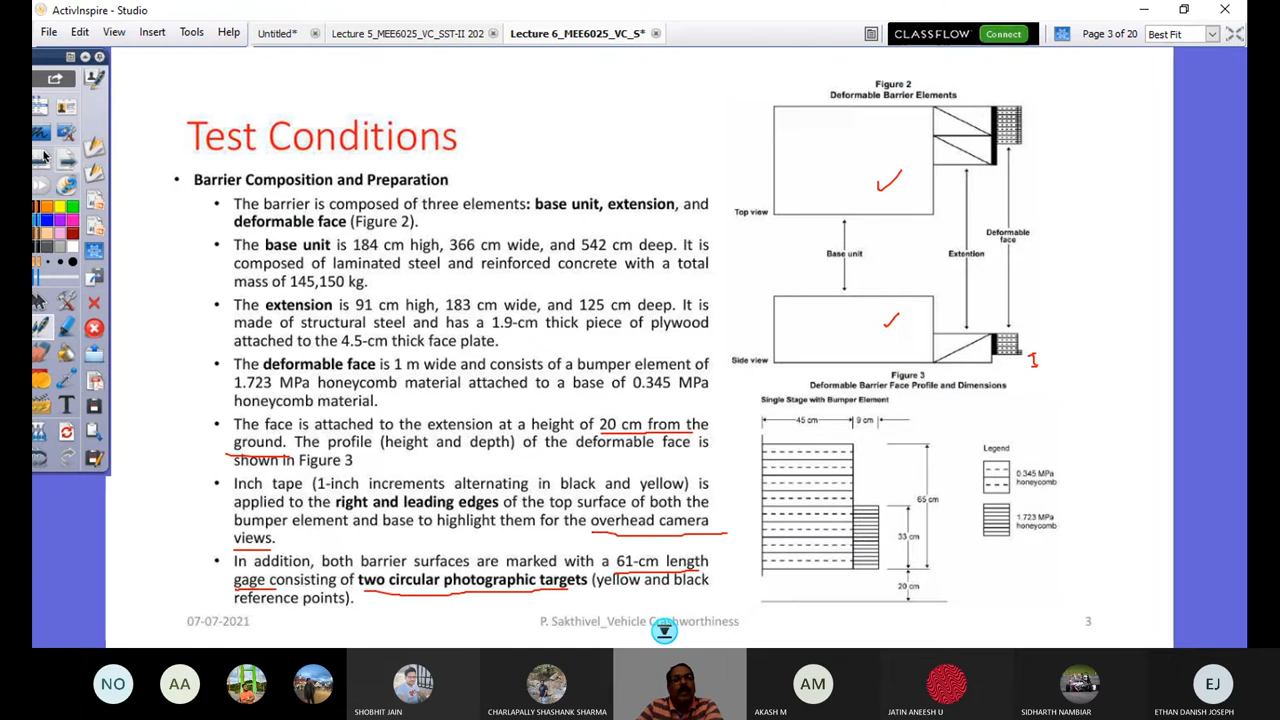 ActivInspire - Studio
File Edit View Insert Tools Help
Untitled*
Lecture 5_MEE6025_VC_SST-II 202
Lecture 6_MEE6025_VC_S*
CLASSFLOW Connect
Page 3 of 20
Best Fit
Test Conditions
• Barrier Composition and Preparation
• The barrier is composed of three elements: base unit, extension, and
deformable face (Figure 2).
• The base unit is 184 cm high, 366 cm wide, and 542 cm deep. It is
composed of laminated steel and reinforced concrete with a total
mass of 145,150 kg.
• The extension is 91 cm high, 183 cm wide, and 125 cm deep. It is
made of structural steel and has a 1.9-cm thick piece of plywood
attached to the 4.5-cm thick face plate.
• The deformable face is 1 m wide and consists of a bumper element of
1.723 MPa honeycomb material attached to a base of 0.345 MPa
honeycomb material.
• The face is attached to the extension at a height of 20 cm from the
ground. The profile (height and depth) of the deformable face is
shown in Figure 3
• Inch tape (1-inch increments alternating in black and yellow) is
applied to the right and leading edges of the top surface of both the
bumper element and base to highlight them for the overhead camera
views.
• In addition, both barrier surfaces are marked with a 61-cm length
gage consisting of two circular photographic targets (yellow and black
reference points).
Figure 2
Deformable Barrier Elements
Top view
Base unit
Extention
Deformable
face
Side view
Figure 3
Deformable Barrier Face Profile and Dimensions
Single Stage with Bumper Element
45 cm
9 cm
65 cm
33 cm
20 cm
Legend
0.345 MPa
honeycomb
1.723 MPa
honeycomb
07-07-2021
P. Sakthivel_Vehicle Crashworthiness
3
NO
AA
SHOBHIT JAIN
CHARLAPALLY SHASHANK SHARMA
AM
AKASH M
JATIN ANEESH U
SIDHARTH NAMBIAR
EJ
ETHAN DANISH JOSEPH